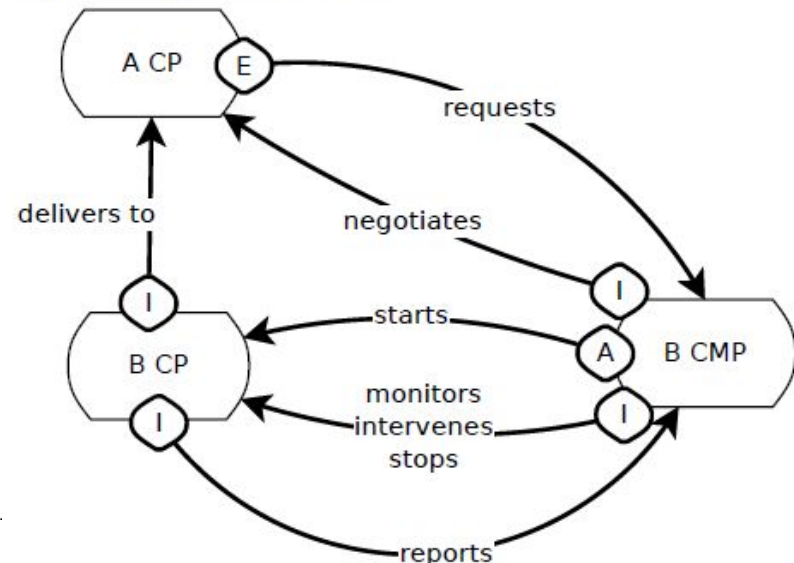 A CP
E
requests
delivers to
negotiates
I
I
starts
A
B CMP
B CP
monitors
intervenes
stops
I
I
reports